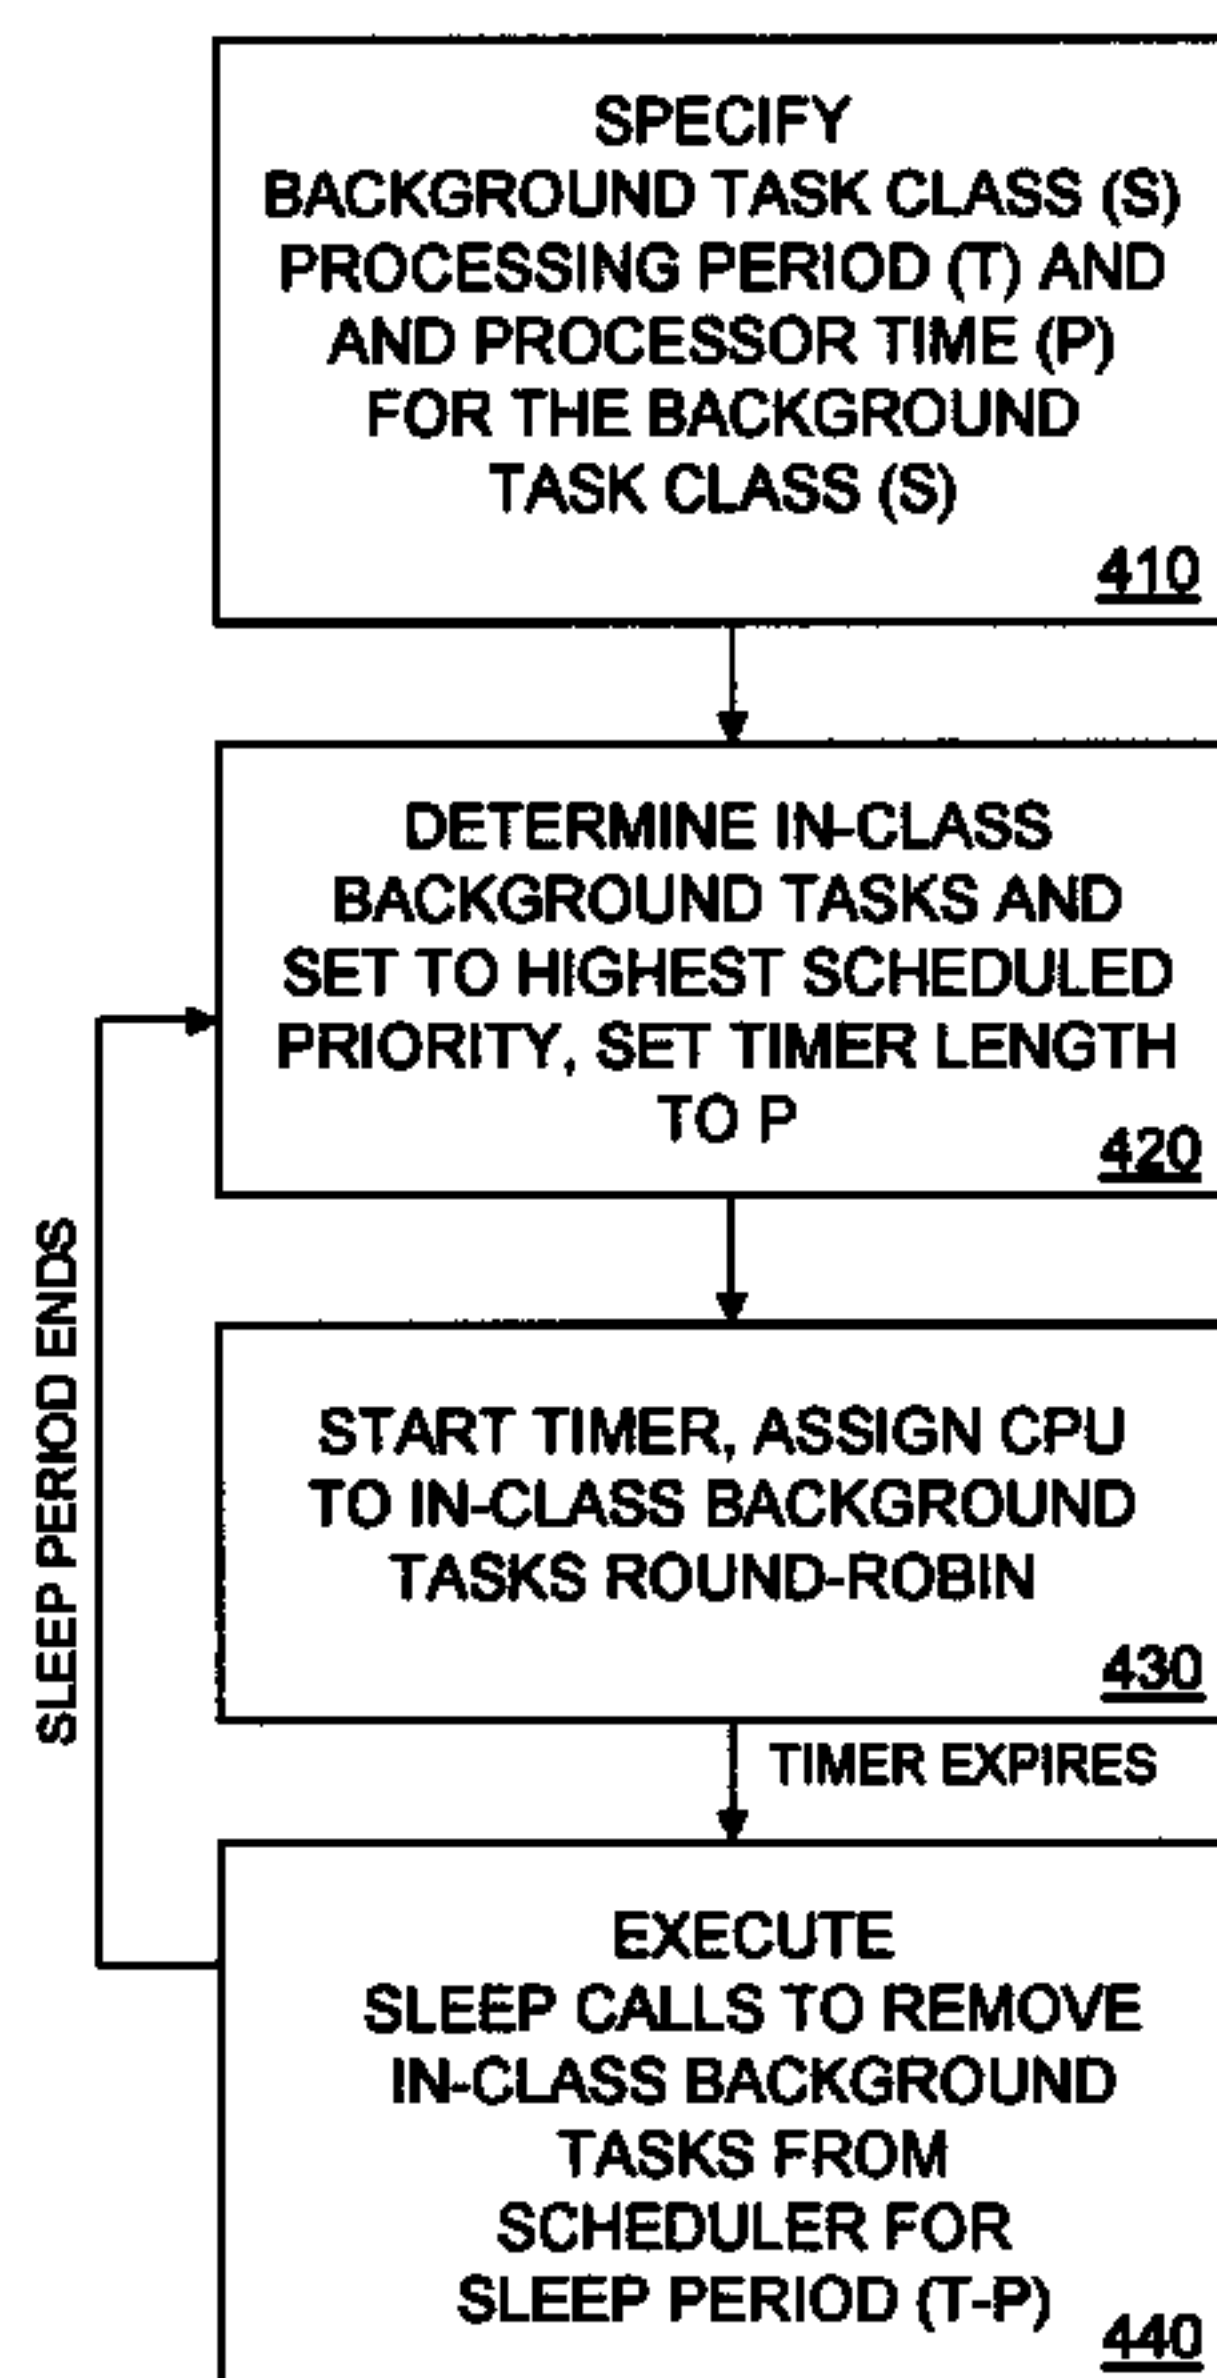 SPECIFY
BACKGROUND TASK CLASS (S)
PROCESSING PERIOD (T) AND
AND PROCESSOR TIME (P)
FOR THE BACKGROUND
TASK CLASS (S)
410
DETERMINE IN-CLASS
BACKGROUND TASKS AND
SET TO HIGHEST SCHEDULED
PRIORITY, SET TIMER LENGTH
TO P
420
SLEEP PERIOD ENDS
START TIMER, ASSIGN CPU
TO IN-CLASS BACKGROUND
TASKS ROUND-ROBIN
430
TIMER EXPIRES
EXECUTE
SLEEP CALLS TO REMOVE
IN-CLASS BACKGROUND
TASKS FROM
SCHEDULER FOR
SLEEP PERIOD (T-P)
440